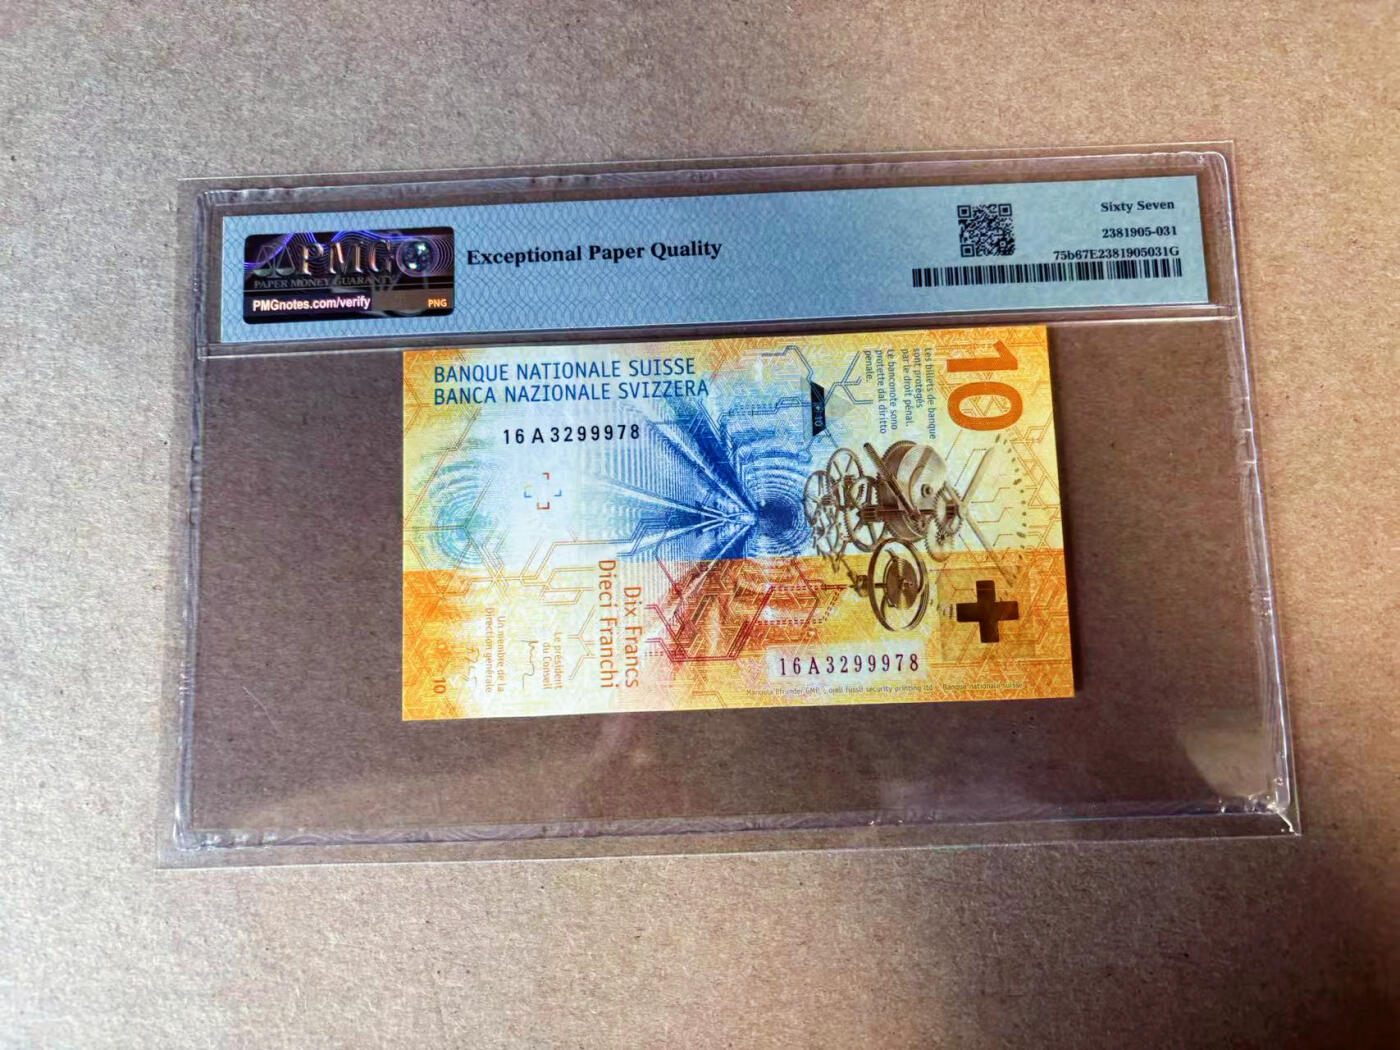 PMG
PAPER MONEY GUARANTY
PMGnotes.com/verify
PNG
Exceptional Paper Quality
Sixty Seven
2381905-031
75b67E2381905031G
BANQUE NATIONALE SUISSE
BANCA NAZIONALE SVIZZERA
16A3299978
10
Les billets de banque
sont protégés
par le droit pénal.
Le banconote sono
protette dal diritto
penale.
Dix Francs
Dieci Franchi
Le président
du Conseil
Un membre de la
Direction générale
10
16A3299978